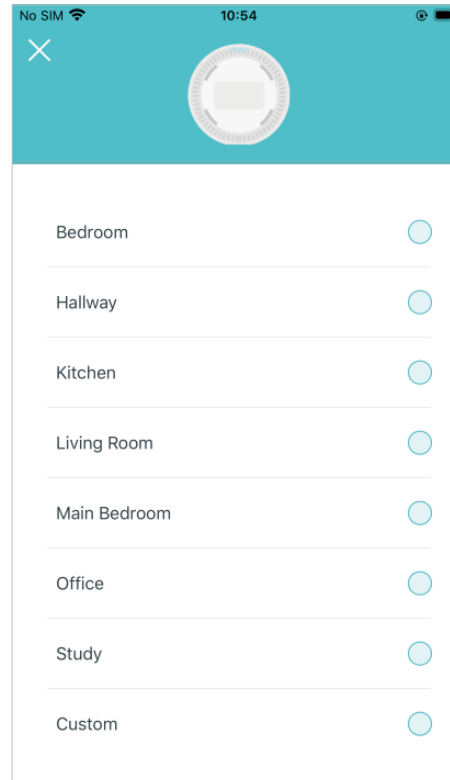 No SIM 10:54
Bedroom
Hallway
Kitchen
Living Room
Main Bedroom
Office
Study
Custom